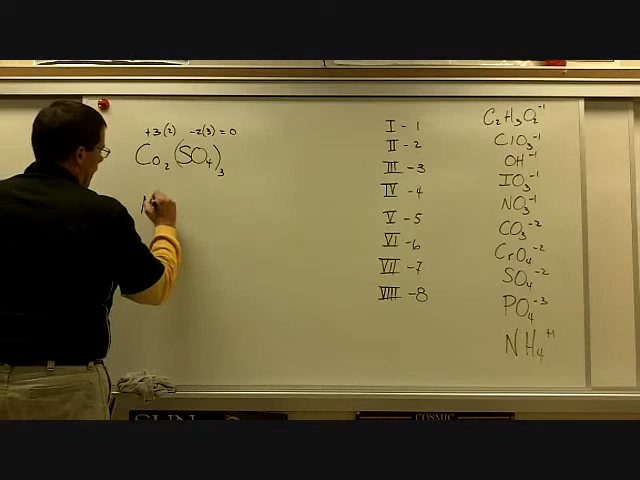 +3(2) -2(3) = 0
Co₂(SO₄)₃
I - 1
II - 2
III - 3
IV - 4
V - 5
VI - 6
VII - 7
VIII - 8
C₂H₃O₂⁻¹
ClO₃⁻¹
OH⁻¹
IO₃⁻¹
NO₃⁻¹
CO₃⁻²
CrO₄⁻²
SO₄⁻²
PO₄⁻³
NH₄⁺¹
SUN
COSMIC